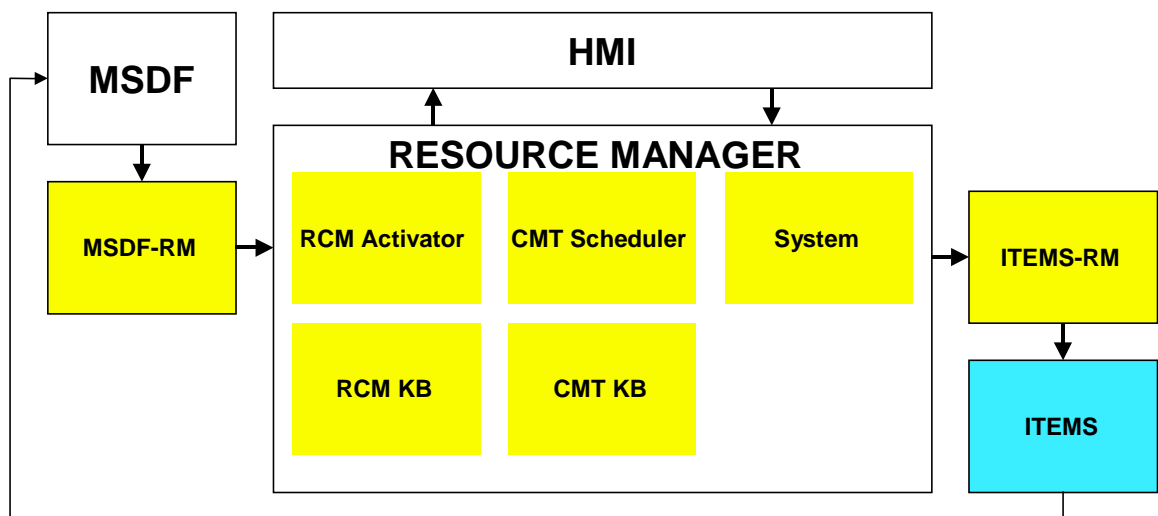 MSDF
HMI
RESOURCE MANAGER
MSDF-RM
RCM Activator
CMT Scheduler
System
ITEMS-RM
RCM KB
CMT KB
ITEMS